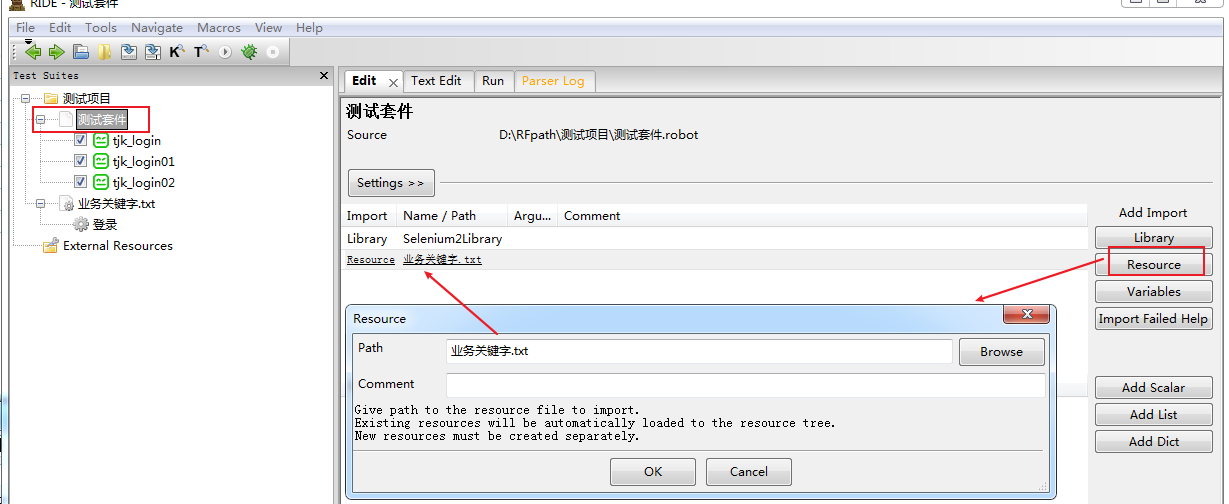 RIDE - 测试套件
File Edit Tools Navigate Macros View Help
Test Suites
测试项目
测试套件
tjk_login
tjk_login01
tjk_login02
业务关键字.txt
登录
External Resources
Edit Text Edit Run Parser Log
测试套件
Source D:\RFpath\测试项目\测试套件.robot
Settings >>
Import Name / Path Argu... Comment
Library Selenium2Library
Resource 业务关键字.txt
Add Import
Library
Resource
Variables
Import Failed Help
Add Scalar
Add List
Add Dict
Resource
Path 业务关键字.txt Browse
Comment
Give path to the resource file to import.
Existing resources will be automatically loaded to the resource tree.
New resources must be created separately.
OK Cancel